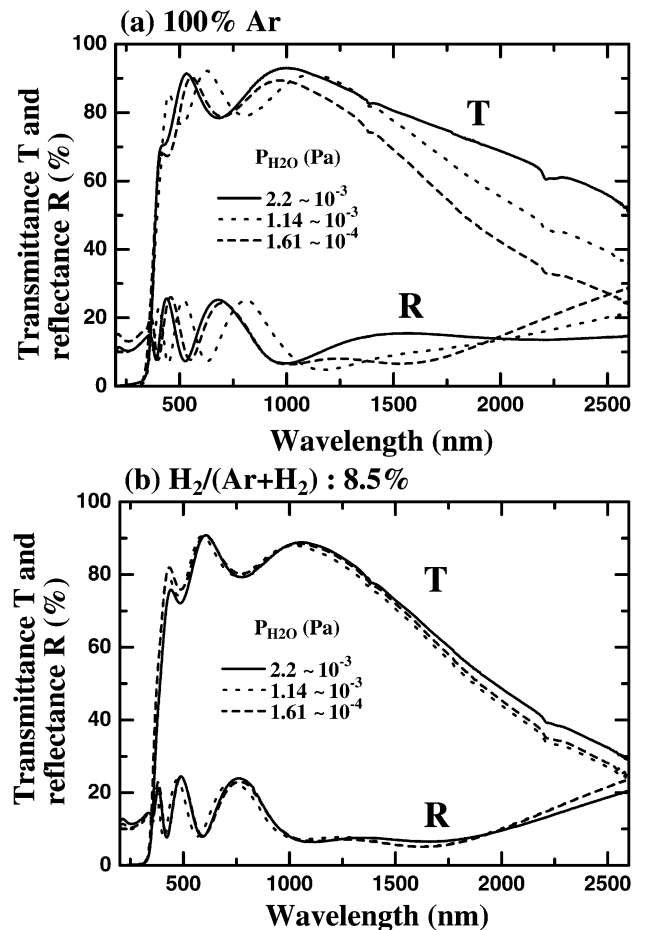 (a) 100% Ar
100
80
60
40
20
0
Transmittance T and
reflectance R (%)
T
P_H2O (Pa)
2.2 ~ 10^-3
1.14 ~ 10^-3
1.61 ~ 10^-4
R
500 1000 1500 2000 2500
Wavelength (nm)
(b) H_2/(Ar+H_2) : 8.5%
100
80
60
40
20
0
Transmittance T and
reflectance R (%)
T
P_H2O (Pa)
2.2 ~ 10^-3
1.14 ~ 10^-3
1.61 ~ 10^-4
R
500 1000 1500 2000 2500
Wavelength (nm)